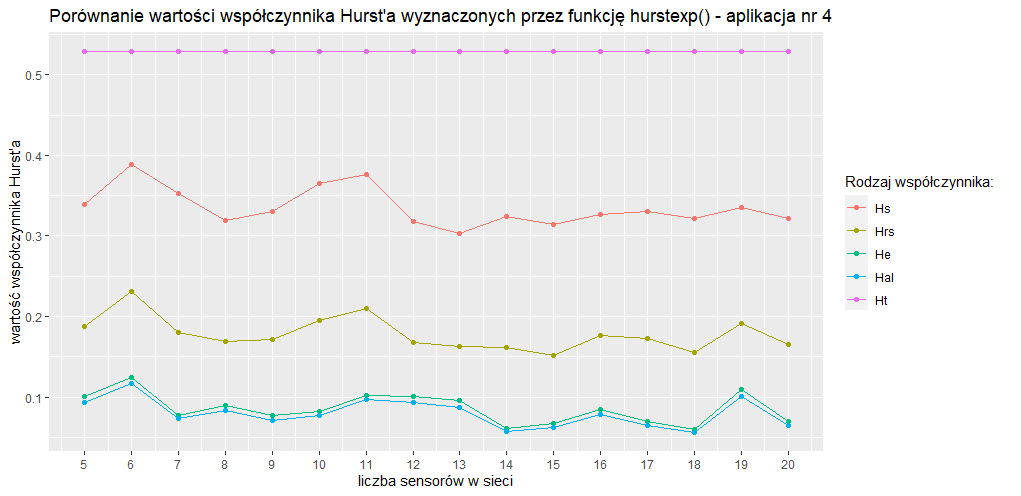 Porównanie wartości współczynnika Hurst'a wyznaczonych przez funkcję hurstexp() - aplikacja nr 4
wartość współczynnika Hurst'a
0.5
0.4
0.3
0.2
0.1
5 6 7 8 9 10 11 12 13 14 15 16 17 18 19 20
liczba sensorów w sieci
Rodzaj współczynnika:
Hs
Hrs
He
Hal
Ht